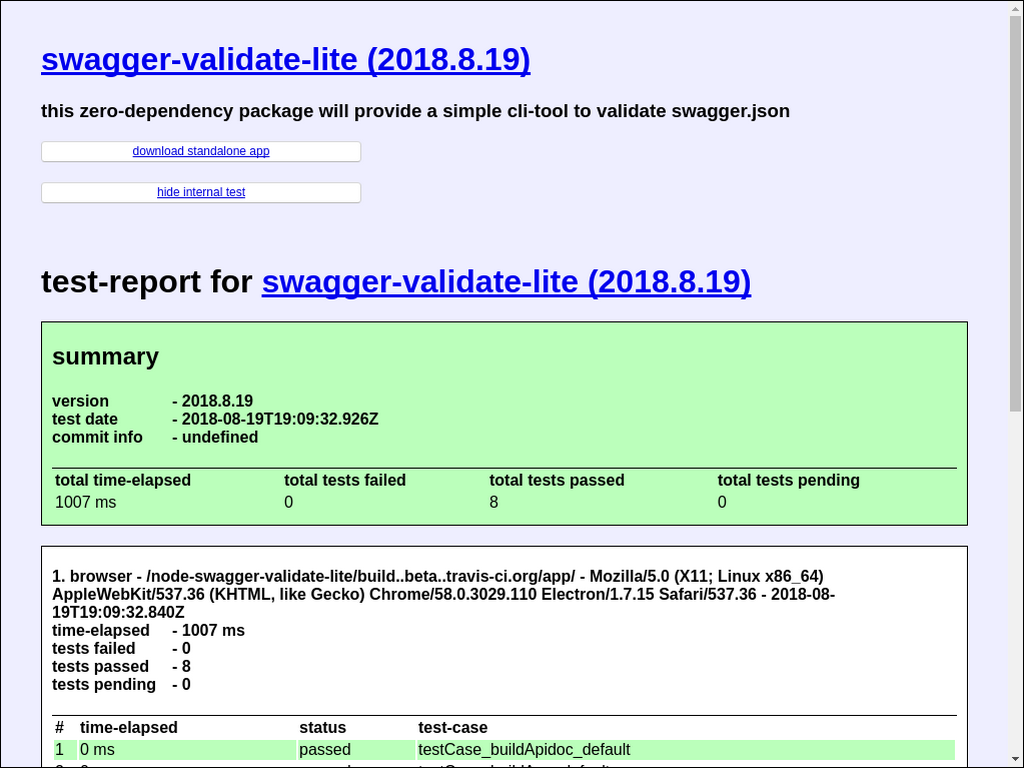 swagger-validate-lite (2018.8.19)
this zero-dependency package will provide a simple cli-tool to validate swagger.json
download standalone app
hide internal test
test-report for swagger-validate-lite (2018.8.19)
summary
version - 2018.8.19
test date - 2018-08-19T19:09:32.926Z
commit info - undefined
total time-elapsed total tests failed total tests passed total tests pending
1007 ms 0 8 0
1. browser - /node-swagger-validate-lite/build..beta..travis-ci.org/app/ - Mozilla/5.0 (X11; Linux x86_64)
AppleWebKit/537.36 (KHTML, like Gecko) Chrome/58.0.3029.110 Electron/1.7.15 Safari/537.36 - 2018-08-
19T19:09:32.840Z
time-elapsed - 1007 ms
tests failed - 0
tests passed - 8
tests pending - 0
# time-elapsed status test-case
1 0 ms passed testCase_buildApidoc_default